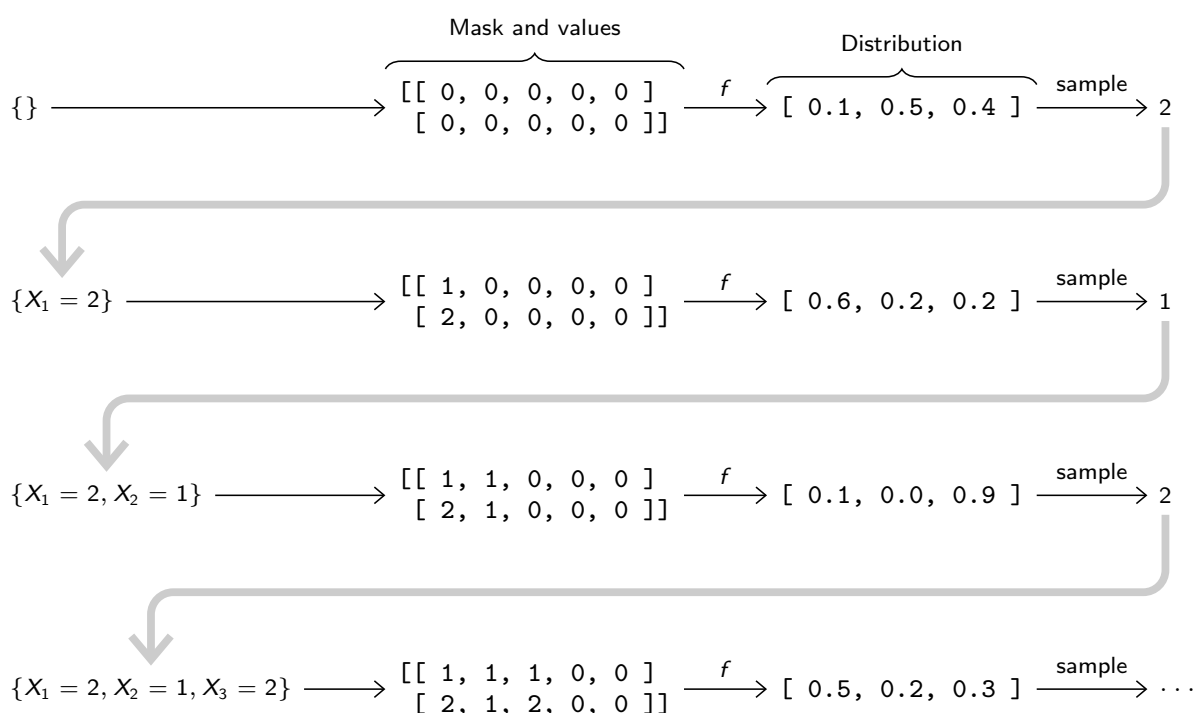 Mask and values
Distribution
{} [[ 0, 0, 0, 0, 0 ] f [ 0.1, 0.5, 0.4 ] sample 2
[ 0, 0, 0, 0, 0 ]]
{X₁ = 2} [[ 1, 0, 0, 0, 0 ] f [ 0.6, 0.2, 0.2 ] sample 1
[ 2, 0, 0, 0, 0 ]]
{X₁ = 2, X₂ = 1} [[ 1, 1, 0, 0, 0 ] f [ 0.1, 0.0, 0.9 ] sample 2
[ 2, 1, 0, 0, 0 ]]
{X₁ = 2, X₂ = 1, X₃ = 2} [[ 1, 1, 1, 0, 0 ] f [ 0.5, 0.2, 0.3 ] sample · · ·
[ 2, 1, 2, 0, 0 ]]